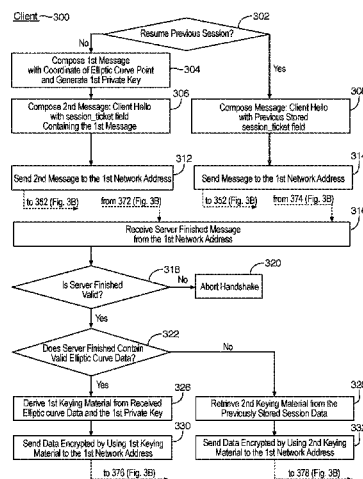 Client 300
302
Resume Previous Session?
No
Yes
Compose 1st Message
with Coordinate of Elliptic Curve Point
and Generate 1st Private Key
304
306
Compose 2nd Message: Client Hello
with session_ticket field
Containing the 1st Message
Compose Message: Client Hello
with Previous Stored
session_ticket field
312
Send 2nd Message to the 1st Network Address
Send Message to the 1st Network Address
to 352 (Fig. 3B)
from 372 (Fig. 3B)
to 352 (Fig. 3B)
from 374 (Fig. 3B)
Receive Server Finished Message
from the 1st Network Address
318
Is Server Finished
Valid?
No
320
Abort Handshake
Yes
322
Does Server Finished Contain
Valid Elliptic Curve Data?
No
Yes
326
Derive 1st Keying Material from Received
Elliptic curve Data and the 1st Private Key
Retrieve 2nd Keying Material from the
Previously Stored Session Data
330
Send Data Encrypted by Using 1st Keying
Material to the 1st Network Address
Send Data Encrypted by Using 2nd Keying
Material to the 1st Network Address
to 376 (Fig. 3B)
to 378 (Fig. 3B)